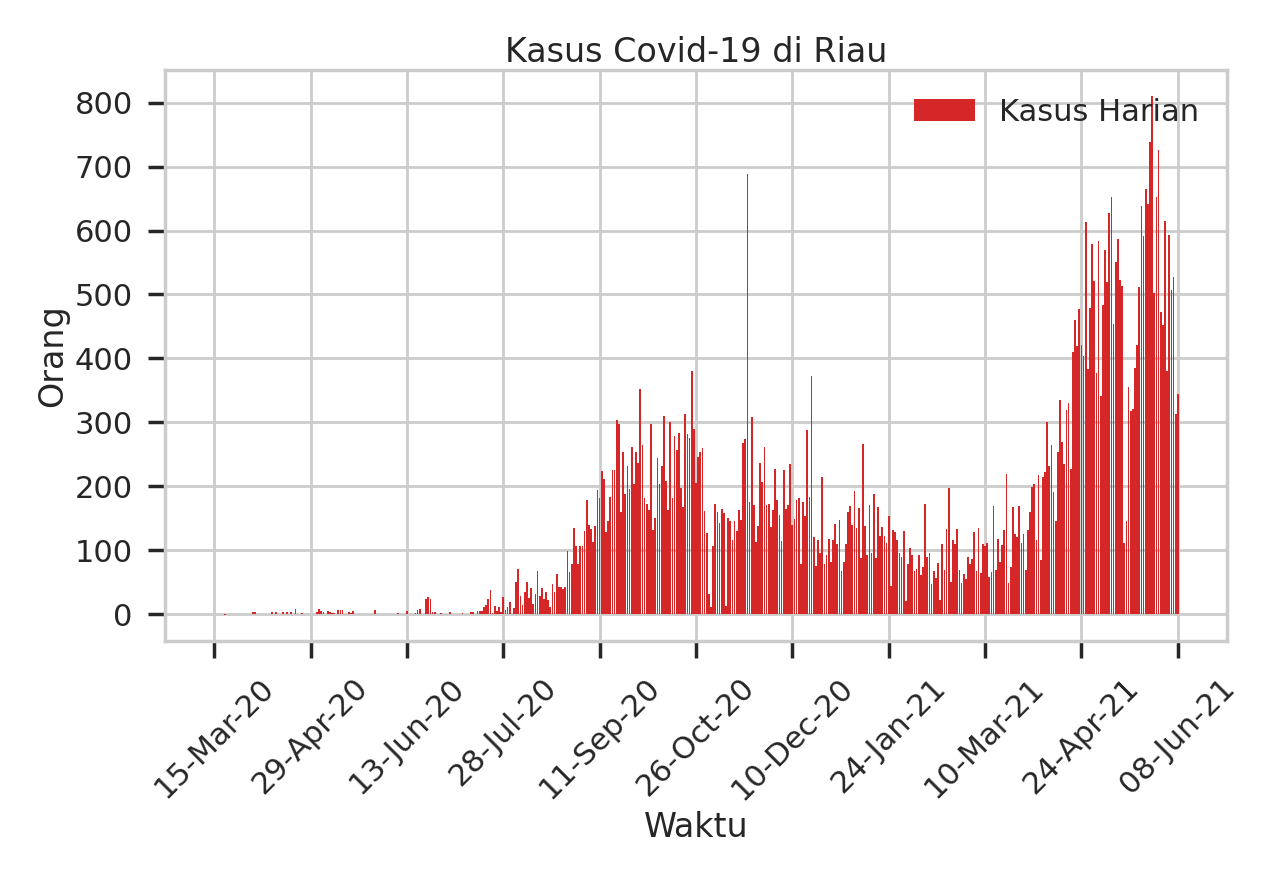 Kasus Covid-19 di Riau
Kasus Harian
800
700
600
500
400
300
200
100
0
Orang
15-Mar-20
29-Apr-20
13-Jun-20
28-Jul-20
11-Sep-20
26-Oct-20
10-Dec-20
24-Jan-21
10-Mar-21
24-Apr-21
08-Jun-21
Waktu